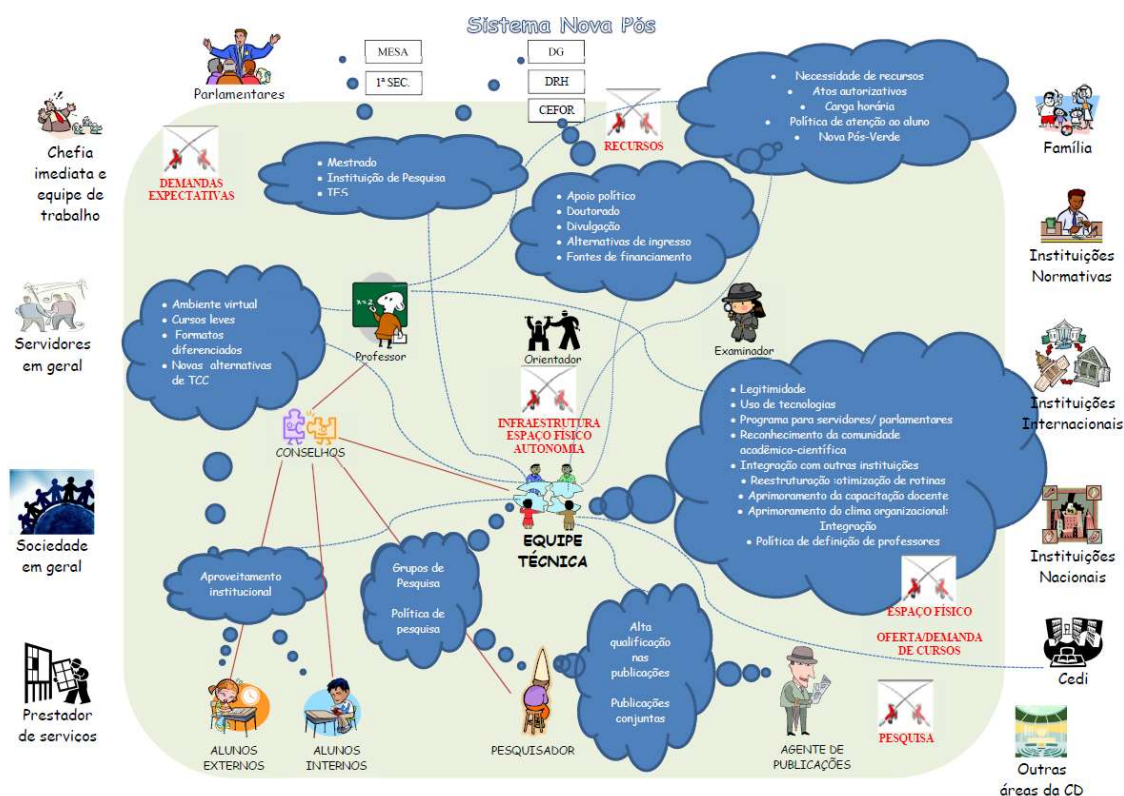 Sistema Nova Pós
Parlamentares
MESA
1ª SEC.
DG
DRH
CEFOR
• Necessidade de recursos
• Atos autorizativos
• Carga horária
• Política de atenção ao aluno
• Nova Pós-Verde
Chefia
imediata e
equipe de
trabalho
DEMANDAS
EXPECTATIVAS
• Mestrado
• Instituição de Pesquisa
• IES
RECURSOS
Família
• Apoio político
• Doutorado
• Divulgação
• Alternativas de ingresso
• Fontes de financiamento
Instituições
Normativas
Servidores
em geral
• Ambiente virtual
• Cursos leves
• Formatos
diferenciados
• Novas alternativas
de TCC
x=2
Professor
Orientador
Examinador
INFRAESTRUTURA
ESPAÇO FÍSICO
AUTONOMIA
• Legitimidade
• Uso de tecnologias
• Programa para servidores/ parlamentares
• Reconhecimento da comunidade
acadêmico-científica
• Integração com outras instituições
• Reestruturação :otimização de rotinas
• Aprimoramento da capacitação docente
• Aprimoramento do clima organizacional:
Integração
• Política de definição de professores
Instituições
Internacionais
CONSELHOS
Sociedade
em geral
EQUIPE
TÉCNICA
Instituições
Nacionais
Aproveitamento
institucional
Grupos de
Pesquisa
Política de
pesquisa
Alta
qualificação
nas
publicações
Publicações
conjuntas
ESPAÇO FÍSICO
OFERTA/DEMANDA
DE CURSOS
Cedi
Prestador
de serviços
ALUNOS
EXTERNOS
ALUNOS
INTERNOS
PESQUISADOR
AGENTE DE
PUBLICAÇÕES
PESQUISA
Outras
áreas da CD